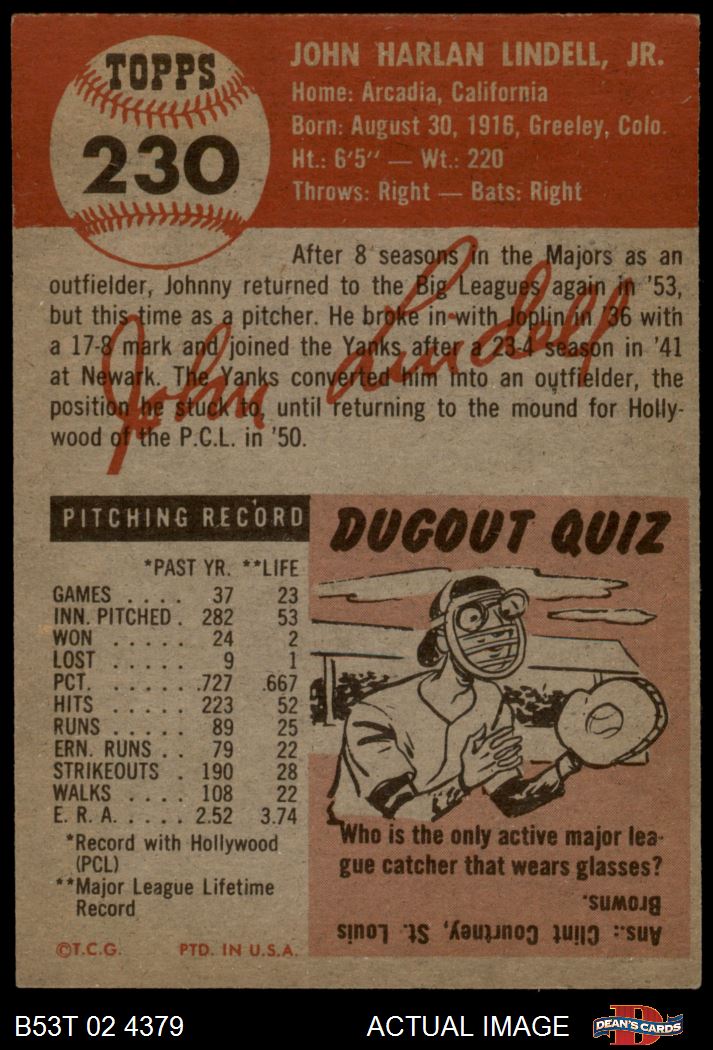 TOPPS
230
JOHN HARLAN LINDELL, JR.
Home: Arcadia, California
Born: August 30, 1916, Greeley, Colo.
Ht.: 6'5" — Wt.: 220
Throws: Right — Bats: Right
After 8 seasons in the Majors as an
outfielder, Johnny returned to the Big Leagues again in '53,
but this time as a pitcher. He broke in with Joplin in '36 with
a 17-8 mark and joined the Yanks after a 23-4 season in '41
at Newark. The Yanks converted him into an outfielder, the
position he stuck to, until returning to the mound for Holly-
wood of the P.C.L. in '50.
John Lindell
PITCHING RECORD
*PAST YR. **LIFE
GAMES . . . . 37 23
INN. PITCHED . 282 53
WON . . . . . 24 2
LOST . . . . . 9 1
PCT. . . . . . .727 .667
HITS . . . . . 223 52
RUNS . . . . . 89 25
ERN. RUNS . . 79 22
STRIKEOUTS . 190 28
WALKS . . . . 108 22
E. R. A. . . . . 2.52 3.74
*Record with Hollywood
(PCL)
**Major League Lifetime
Record
©T.C.G. PTD. IN U.S.A.
DUGOUT QUIZ
Who is the only active major lea-
gue catcher that wears glasses?
Ans.: Clint Courtney, St. Louis
Browns.
B53T 02 4379
ACTUAL IMAGE
D
DEAN'S CARDS